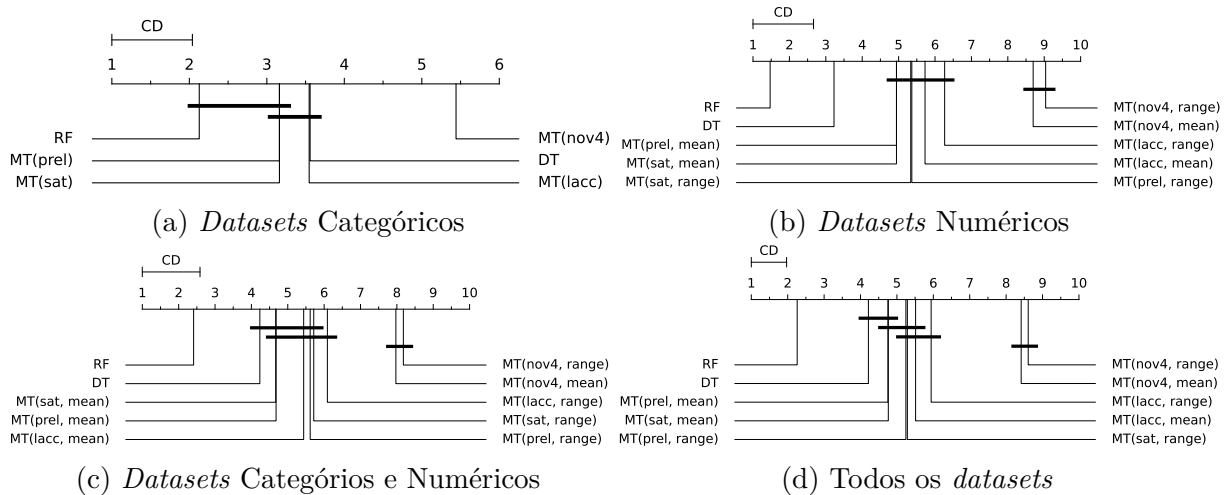 CD
1 2 3 4 5 6
RF
MT(prel)
MT(sat)
MT(nov4)
DT
MT(lacc)
(a) Datasets Categóricos
CD
1 2 3 4 5 6 7 8 9 10
RF
DT
MT(prel, mean)
MT(sat, mean)
MT(sat, range)
MT(nov4, range)
MT(nov4, mean)
MT(lacc, range)
MT(lacc, mean)
MT(prel, range)
(b) Datasets Numéricos
CD
1 2 3 4 5 6 7 8 9 10
RF
DT
MT(sat, mean)
MT(prel, mean)
MT(lacc, mean)
MT(nov4, range)
MT(nov4, mean)
MT(lacc, range)
MT(sat, range)
MT(prel, range)
(c) Datasets Categórios e Numéricos
CD
1 2 3 4 5 6 7 8 9 10
RF
DT
MT(prel, mean)
MT(sat, mean)
MT(prel, range)
MT(nov4, range)
MT(nov4, mean)
MT(lacc, range)
MT(lacc, mean)
MT(sat, range)
(d) Todos os datasets